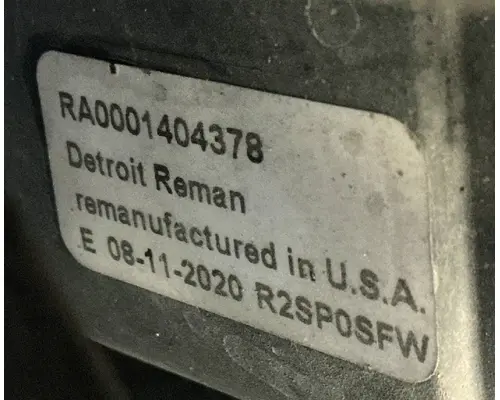 RA0001404378
Detroit Reman
remanufactured in U.S.A.
E 08-11-2020 R2SP0SFW